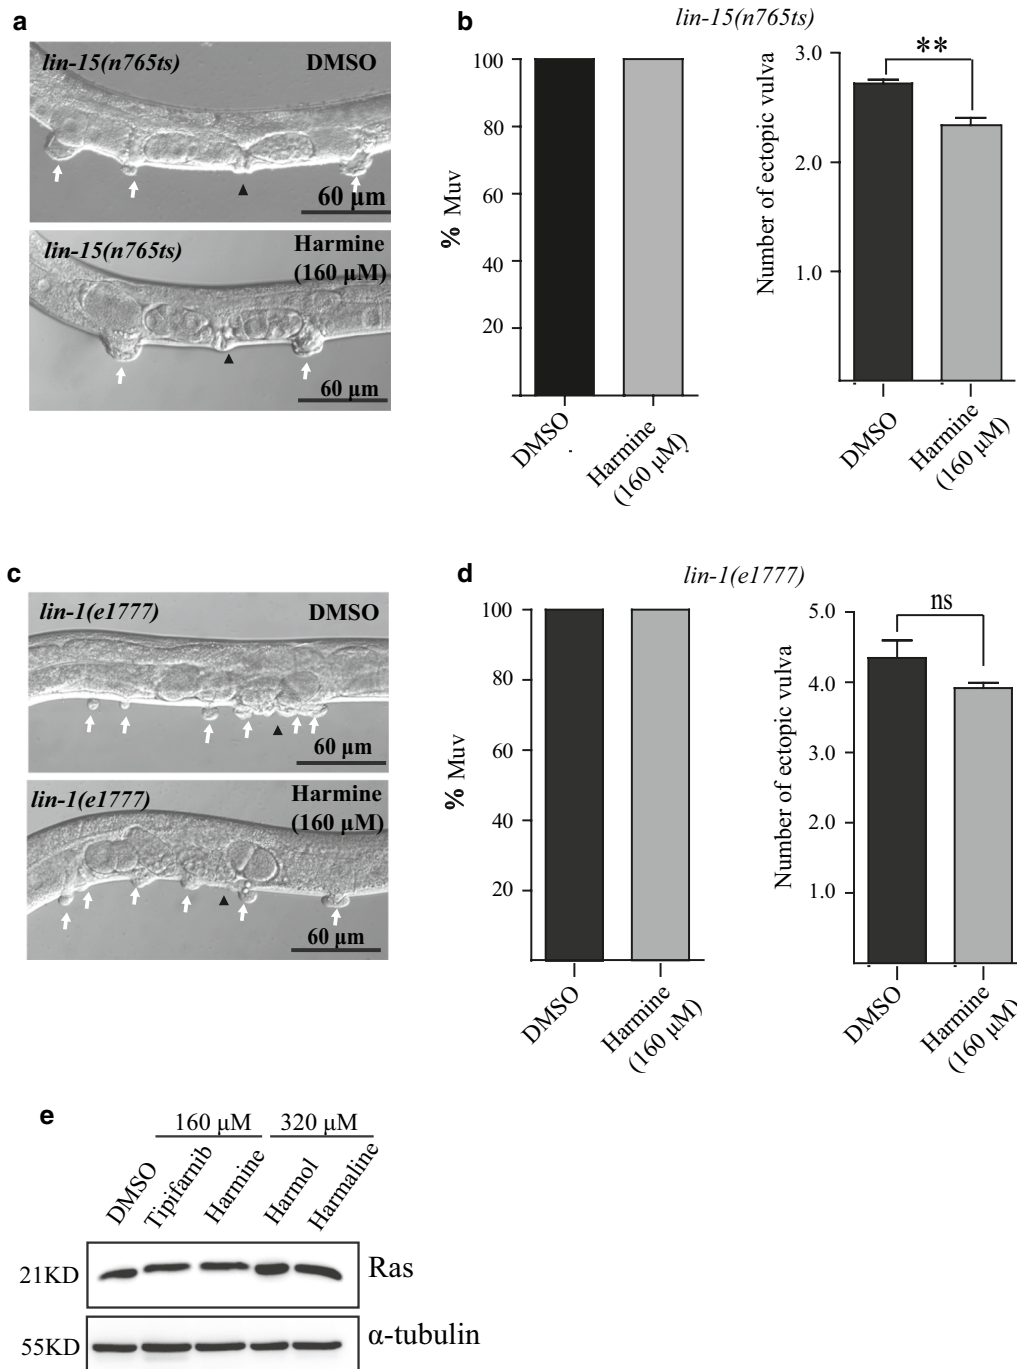 a
lin-15(n765ts)
DMSO
60 μm
lin-15(n765ts)
Harmine
(160 μM)
60 μm
b
lin-15(n765ts)
% Muv
100
80
60
40
20
DMSO
Harmine
(160 μM)
Number of ectopic vulva
3.0
2.0
1.0
**
DMSO
Harmine
(160 μM)
c
lin-1(e1777)
DMSO
60 μm
lin-1(e1777)
Harmine
(160 μM)
60 μm
d
lin-1(e1777)
% Muv
100
80
60
40
20
DMSO
Harmine
(160 μM)
Number of ectopic vulva
5.0
4.0
3.0
2.0
1.0
ns
DMSO
Harmine
(160 μM)
e
160 μM
320 μM
DMSO
Tipifarnib
Harmine
Harmol
Harmaline
21KD
Ras
55KD
α-tubulin